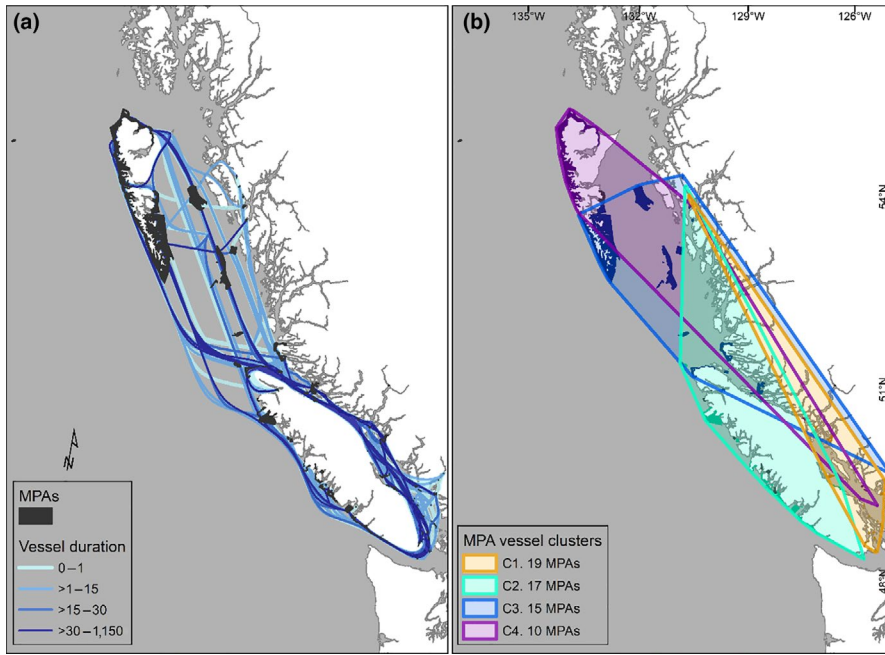 (a)
N
MPAs
Vessel duration
0–1
>1–15
>15–30
>30–1,150
(b)
135°W
132°W
129°W
126°W
54°N
51°N
48°N
MPA vessel clusters
C1. 19 MPAs
C2. 17 MPAs
C3. 15 MPAs
C4. 10 MPAs